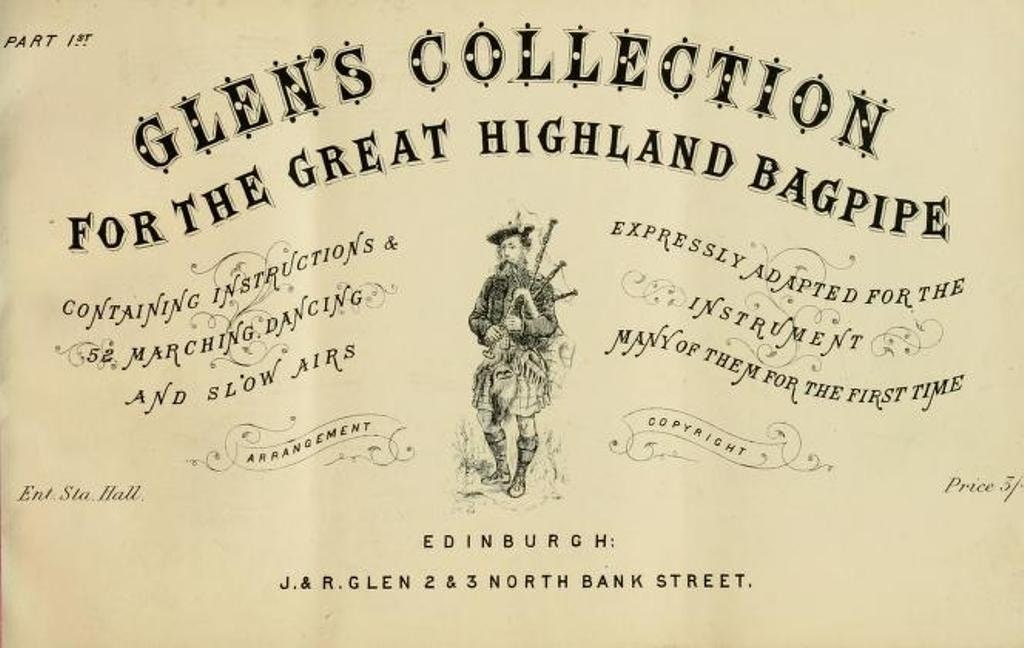 PART 1ST
GLEN'S COLLECTION
FOR THE GREAT HIGHLAND BAGPIPE
CONTAINING INSTRUCTIONS &
52 MARCHING, DANCING
AND SLOW AIRS
ARRANGEMENT
EXPRESSLY ADAPTED FOR THE
INSTRUMENT
MANY OF THEM FOR THE FIRST TIME
COPYRIGHT
Ent. Sta. Hall.
Price 3/-
EDINBURGH:
J. & R. GLEN 2 & 3 NORTH BANK STREET.